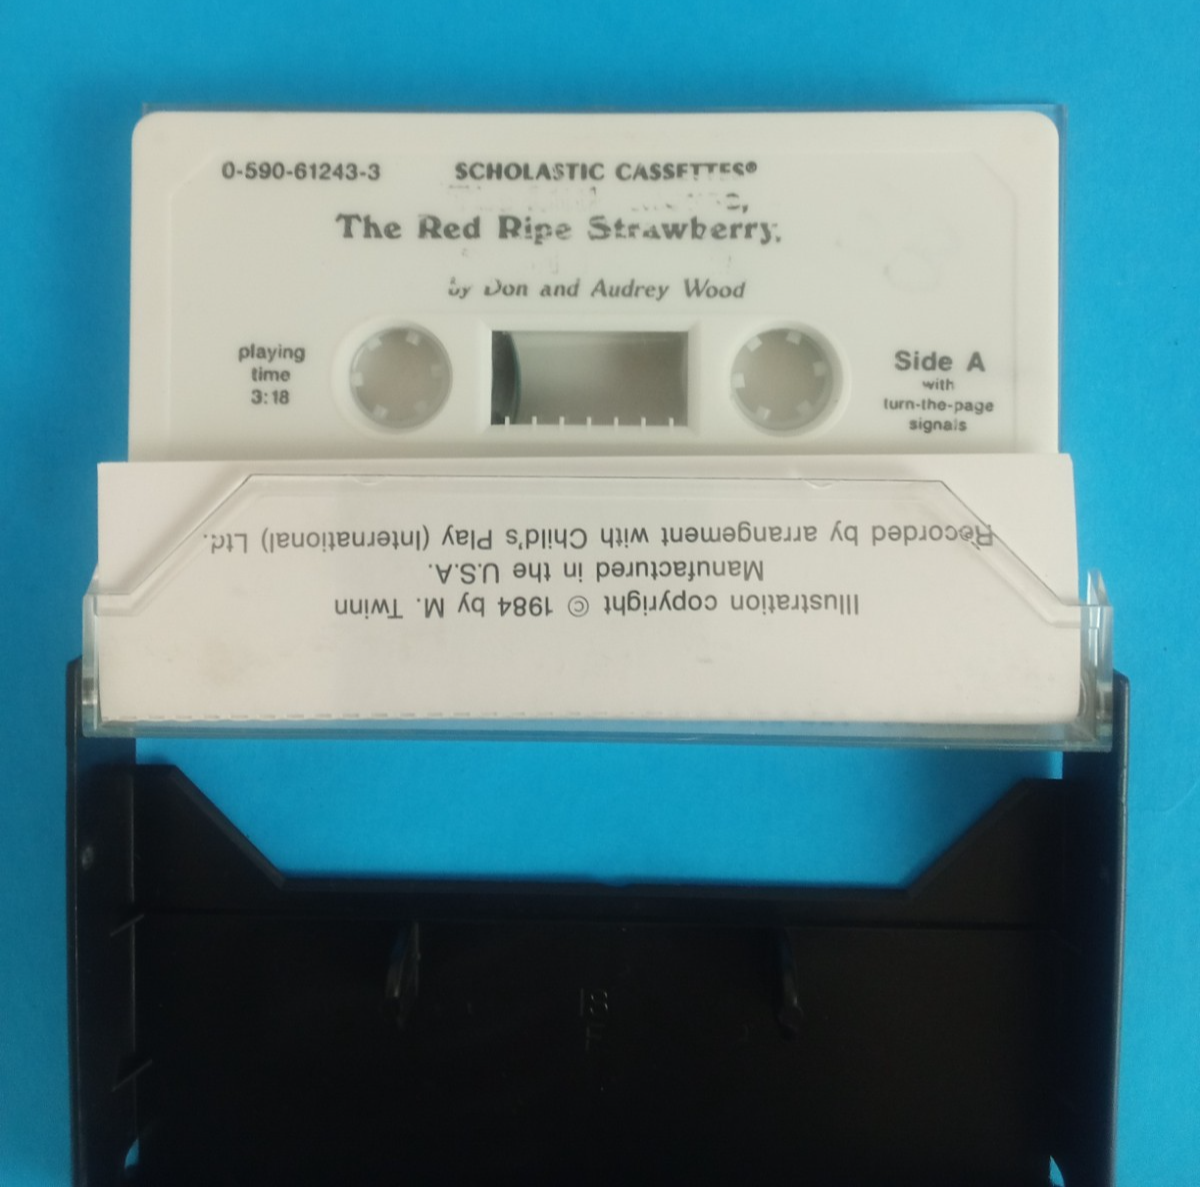 0-590-61243-3
SCHOLASTIC CASSETTES®
The Red Ripe Strawberry,
by Don and Audrey Wood
playing
time
3:18
Side A
with
turn-the-page
signals
Illustration copyright © 1984 by M. Twinn
Manufactured in the U.S.A.
Recorded by arrangement with Child's Play (International) Ltd.